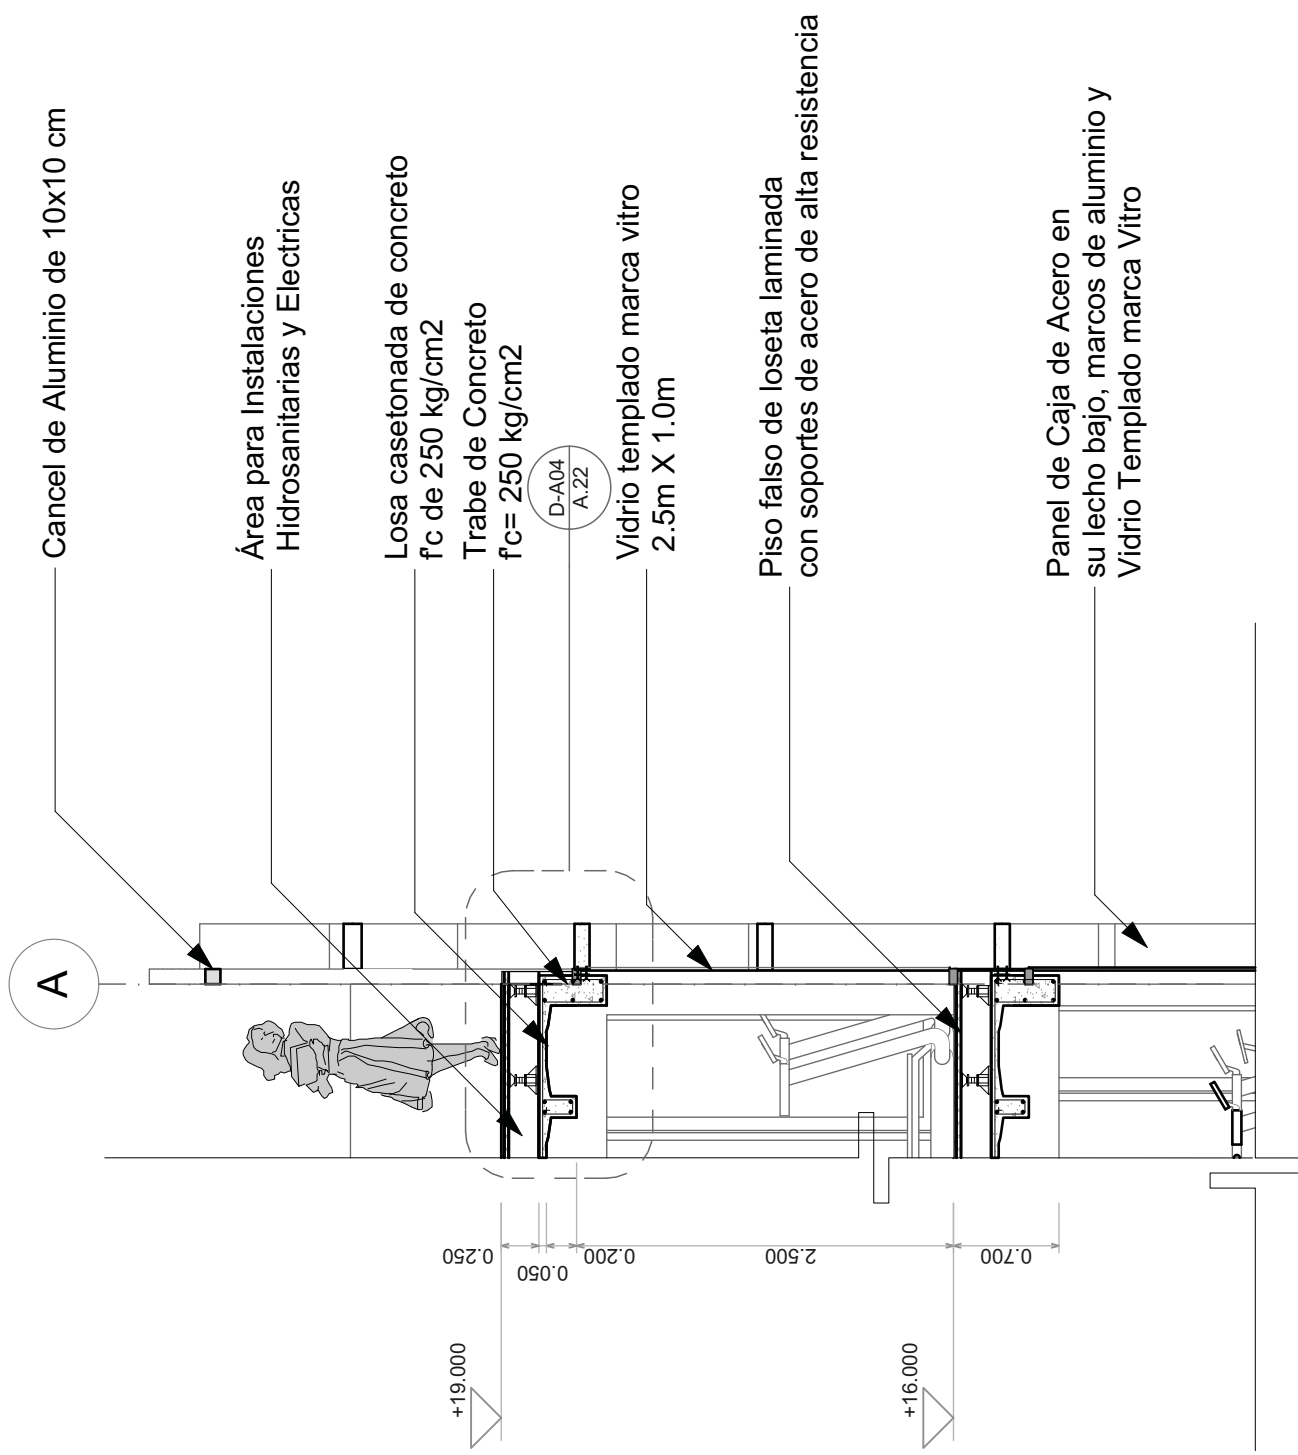 Cancel de Aluminio de 10x10 cm
Área para Instalaciones
Hidrosanitarias y Electricas
Losa casetonada de concreto
f'c de 250 kg/cm2
Trabe de Concreto
f'c= 250 kg/cm2
D-A04
A.22
Vidrio templado marca vitro
2.5m X 1.0m
Piso falso de loseta laminada
con soportes de acero de alta resistencia
Panel de Caja de Acero en
su lecho bajo, marcos de aluminio y
Vidrio Templado marca Vitro
A
0.250
0.050
0.200
2.500
0.700
+19.000
+16.000